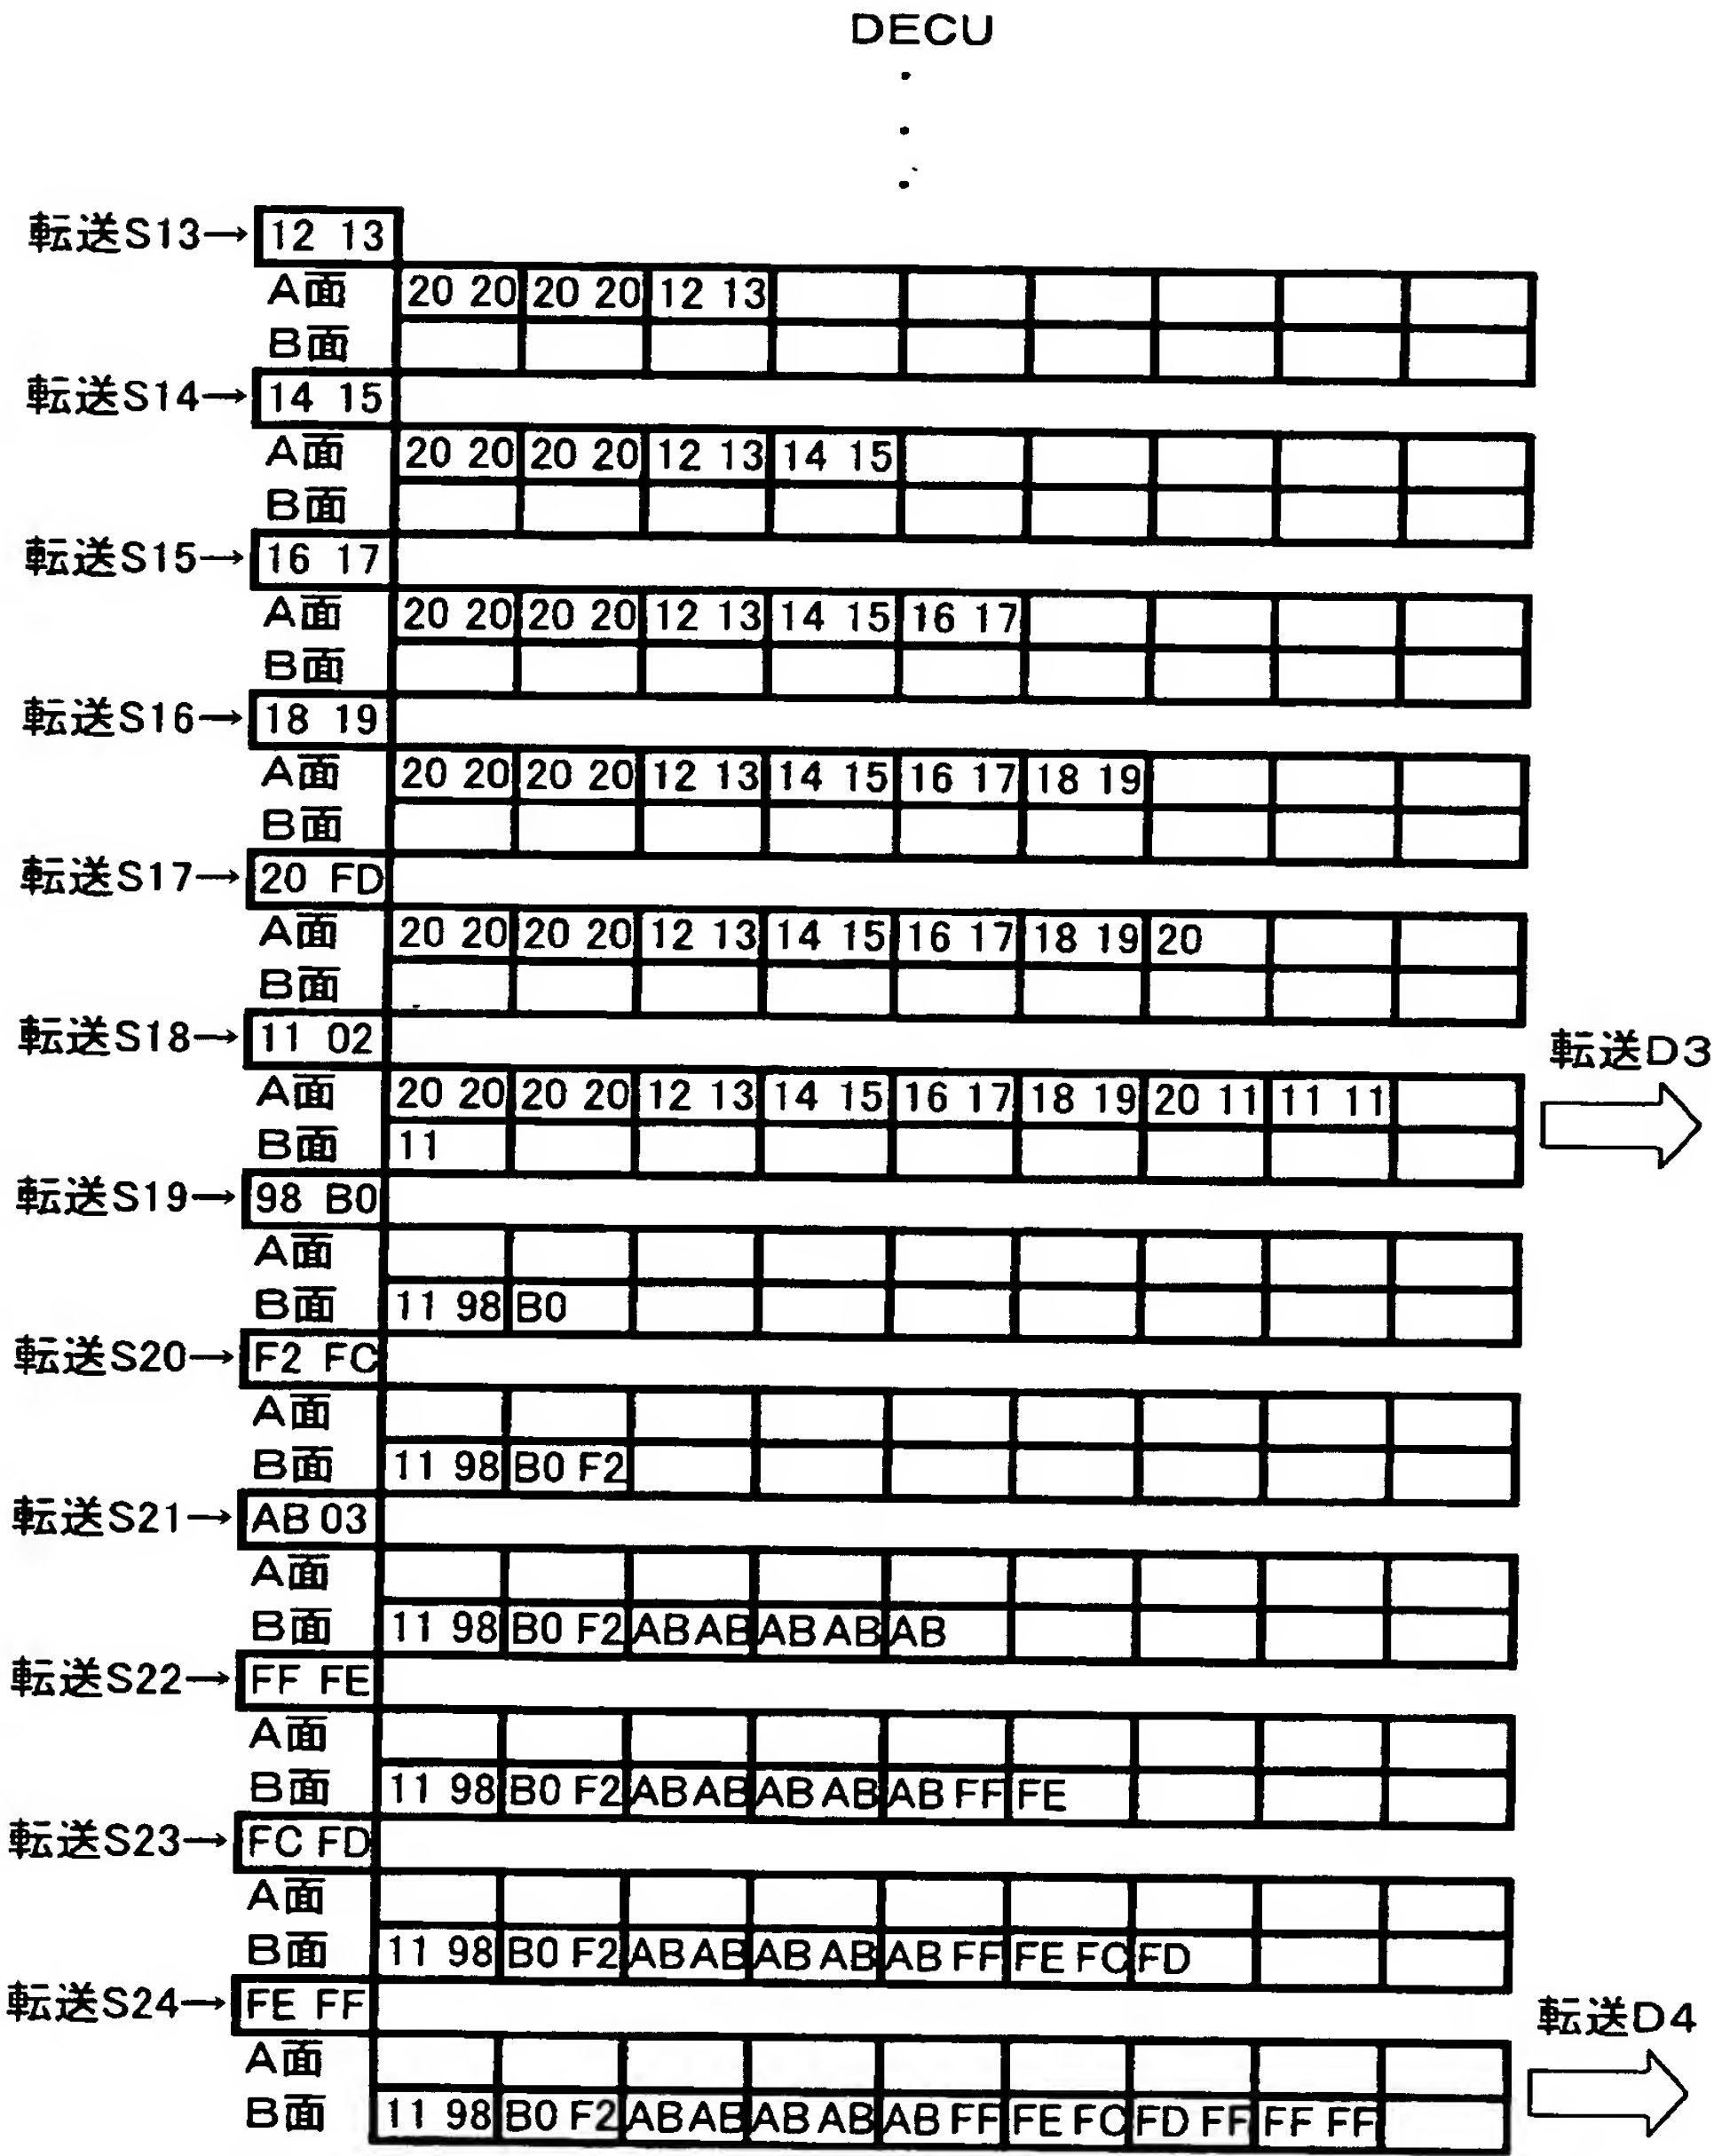 DECU
転送S13→ 12 13
A面 20 20 20 20 12 13
B面
転送S14→ 14 15
A面 20 20 20 20 12 13 14 15
B面
転送S15→ 16 17
A面 20 20 20 20 12 13 14 15 16 17
B面
転送S16→ 18 19
A面 20 20 20 20 12 13 14 15 16 17 18 19
B面
転送S17→ 20 FD
A面 20 20 20 20 12 13 14 15 16 17 18 19 20
B面
転送S18→ 11 02
転送D3
A面 20 20 20 20 12 13 14 15 16 17 18 19 20 11 11 11
B面 11
転送S19→ 98 B0
A面
B面 11 98 B0
転送S20→ F2 FC
A面
B面 11 98 B0 F2
転送S21→ AB 03
A面
B面 11 98 B0 F2 AB AB AB AB AB
転送S22→ FF FE
A面
B面 11 98 B0 F2 AB AB AB AB AB FF FE
転送S23→ FC FD
A面
B面 11 98 B0 F2 AB AB AB AB AB FF FE FC FD
転送S24→ FE FF
転送D4
A面
B面 11 98 B0 F2 AB AB AB AB AB FF FE FC FD FF FF FF